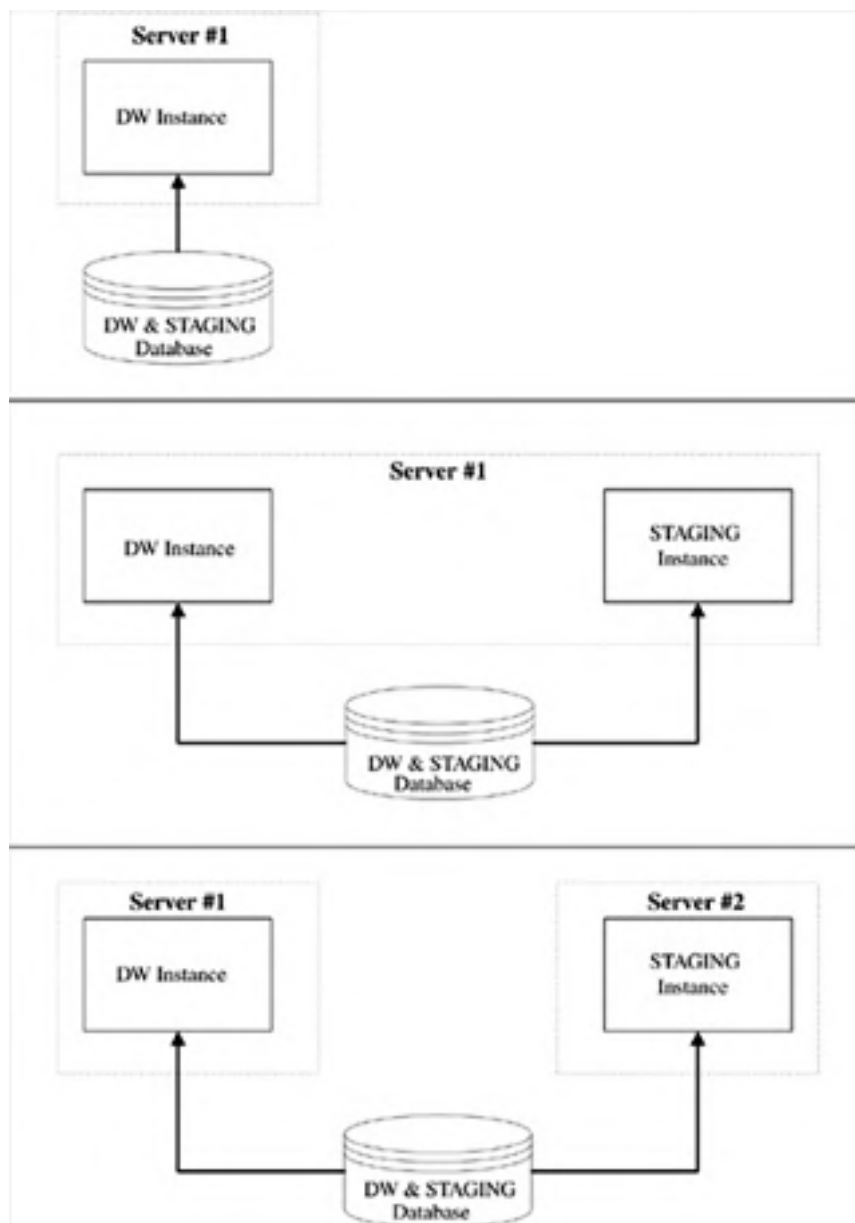 Server #1
DW Instance
DW & STAGING
Database
Server #1
DW Instance
STAGING
Instance
DW & STAGING
Database
Server #1
Server #2
DW Instance
STAGING
Instance
DW & STAGING
Database